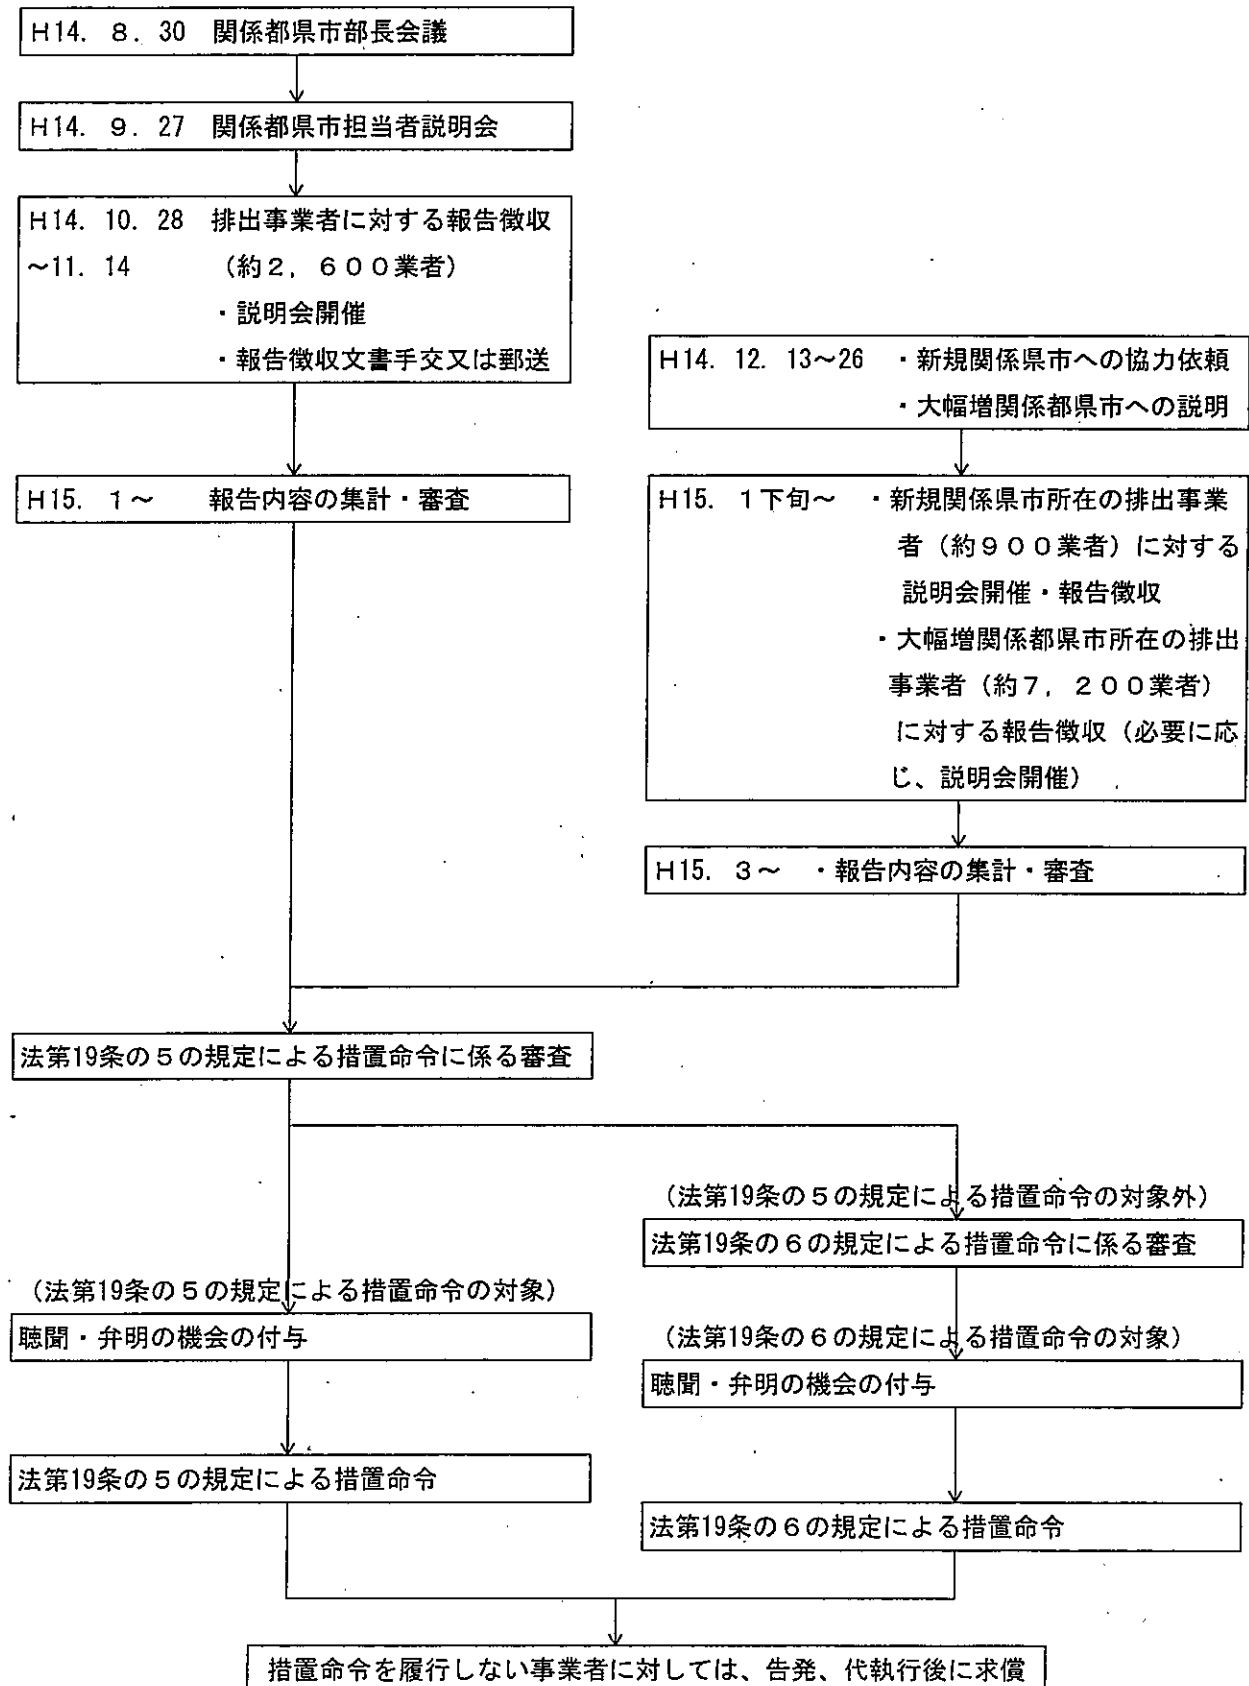 H14. 8. 30 関係都県市部長会議
H14. 9. 27 関係都県市担当者説明会
H14. 10. 28 排出事業者に対する報告徴収
～11. 14 （約２，６００業者）
・説明会開催
・報告徴収文書手交又は郵送
H15. 1～ 報告内容の集計・審査
H14. 12. 13～26 ・新規関係県市への協力依頼
・大幅増関係都県市への説明
H15. 1下旬～ ・新規関係県市所在の排出事業
者（約９００業者）に対する
説明会開催・報告徴収
・大幅増関係都県市所在の排出
事業者（約７，２００業者）
に対する報告徴収（必要に応
じ、説明会開催）
H15. 3～ ・報告内容の集計・審査
法第19条の５の規定による措置命令に係る審査
（法第19条の５の規定による措置命令の対象）
聴聞・弁明の機会の付与
法第19条の５の規定による措置命令
（法第19条の５の規定による措置命令の対象外）
法第19条の６の規定による措置命令に係る審査
（法第19条の６の規定による措置命令の対象）
聴聞・弁明の機会の付与
法第19条の６の規定による措置命令
措置命令を履行しない事業者に対しては、告発、代執行後に求償